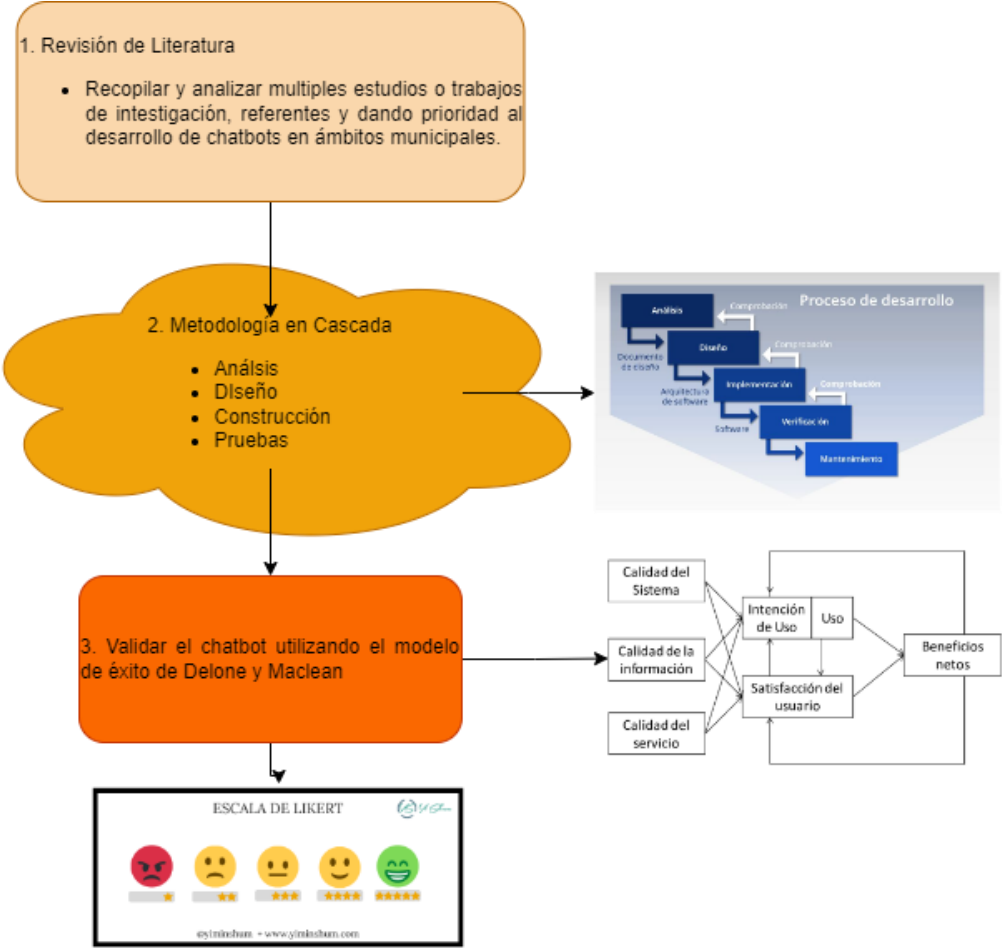 1. Revisión de Literatura
• Recopilar y analizar multiples estudios o trabajos
de intestigación, referentes y dando prioridad al
desarrollo de chatbots en ámbitos municipales.
2. Metodología en Cascada
• Análsis
• DIseño
• Construcción
• Pruebas
Proceso de desarrollo
Análisis
Comprobación
Documento
de diseño
Diseño
Comprobación
Arquitectura
de software
Implementación
Comprobación
Software
Verificación
Mantenimiento
3. Validar el chatbot utilizando el modelo
de éxito de Delone y Maclean
Calidad del
Sistema
Calidad de la
información
Calidad del
servicio
Intención
de Uso
Uso
Satisfacción del
usuario
Beneficios
netos
ESCALA DE LIKERT
@yiminshum • www.yiminshum.com